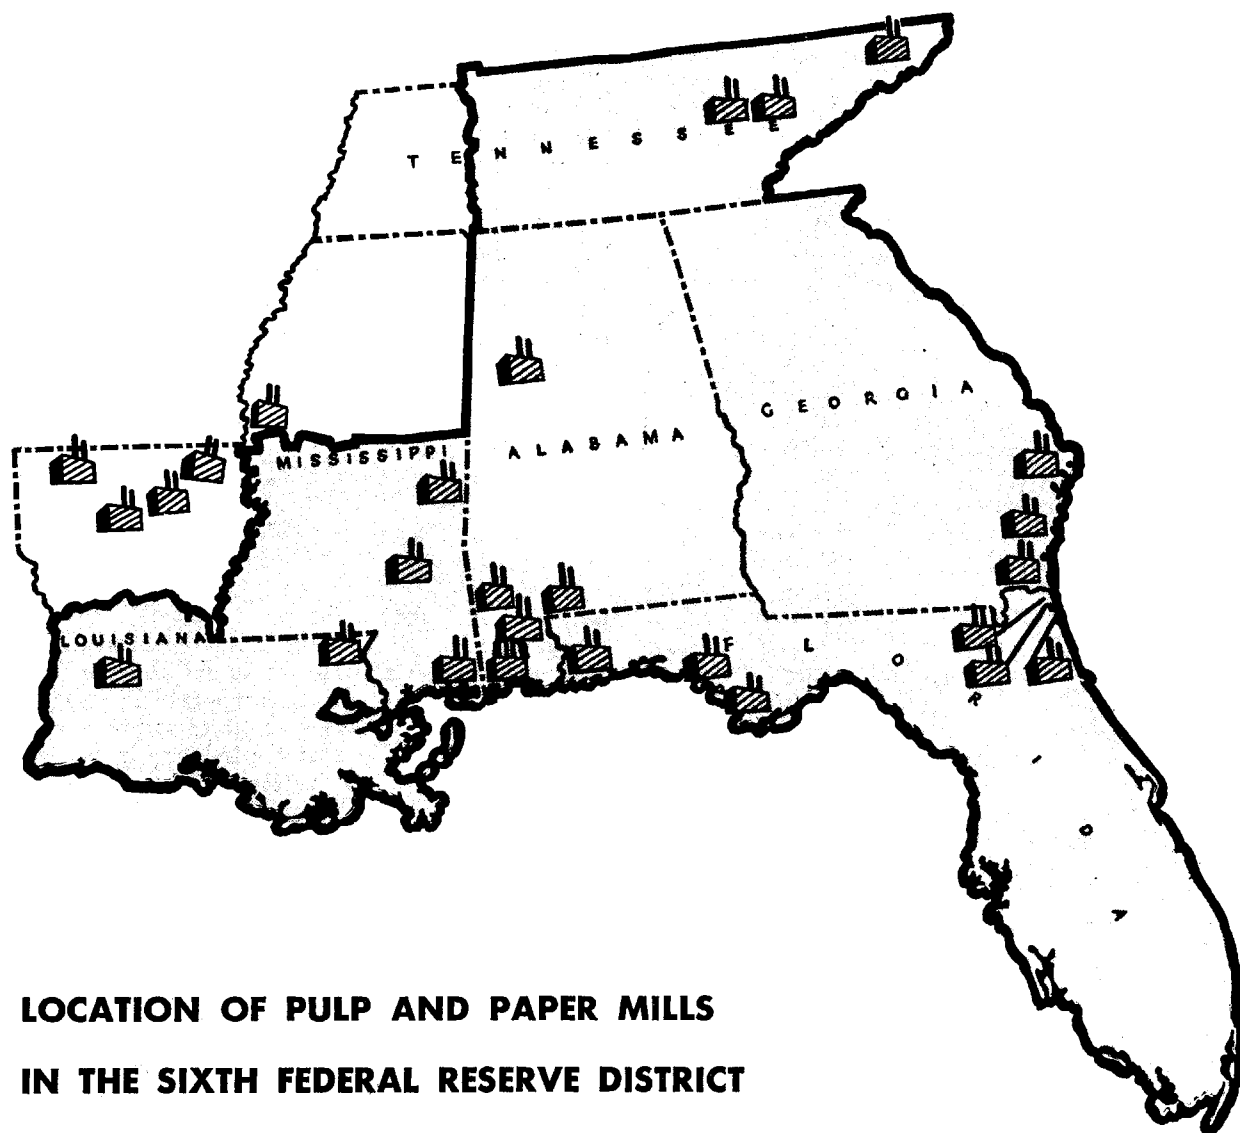 TENNESSEE
GEORGIA
ALABAMA
MISSISSIPPI
LOUISIANA
FLORIDA
LOCATION OF PULP AND PAPER MILLS
IN THE SIXTH FEDERAL RESERVE DISTRICT